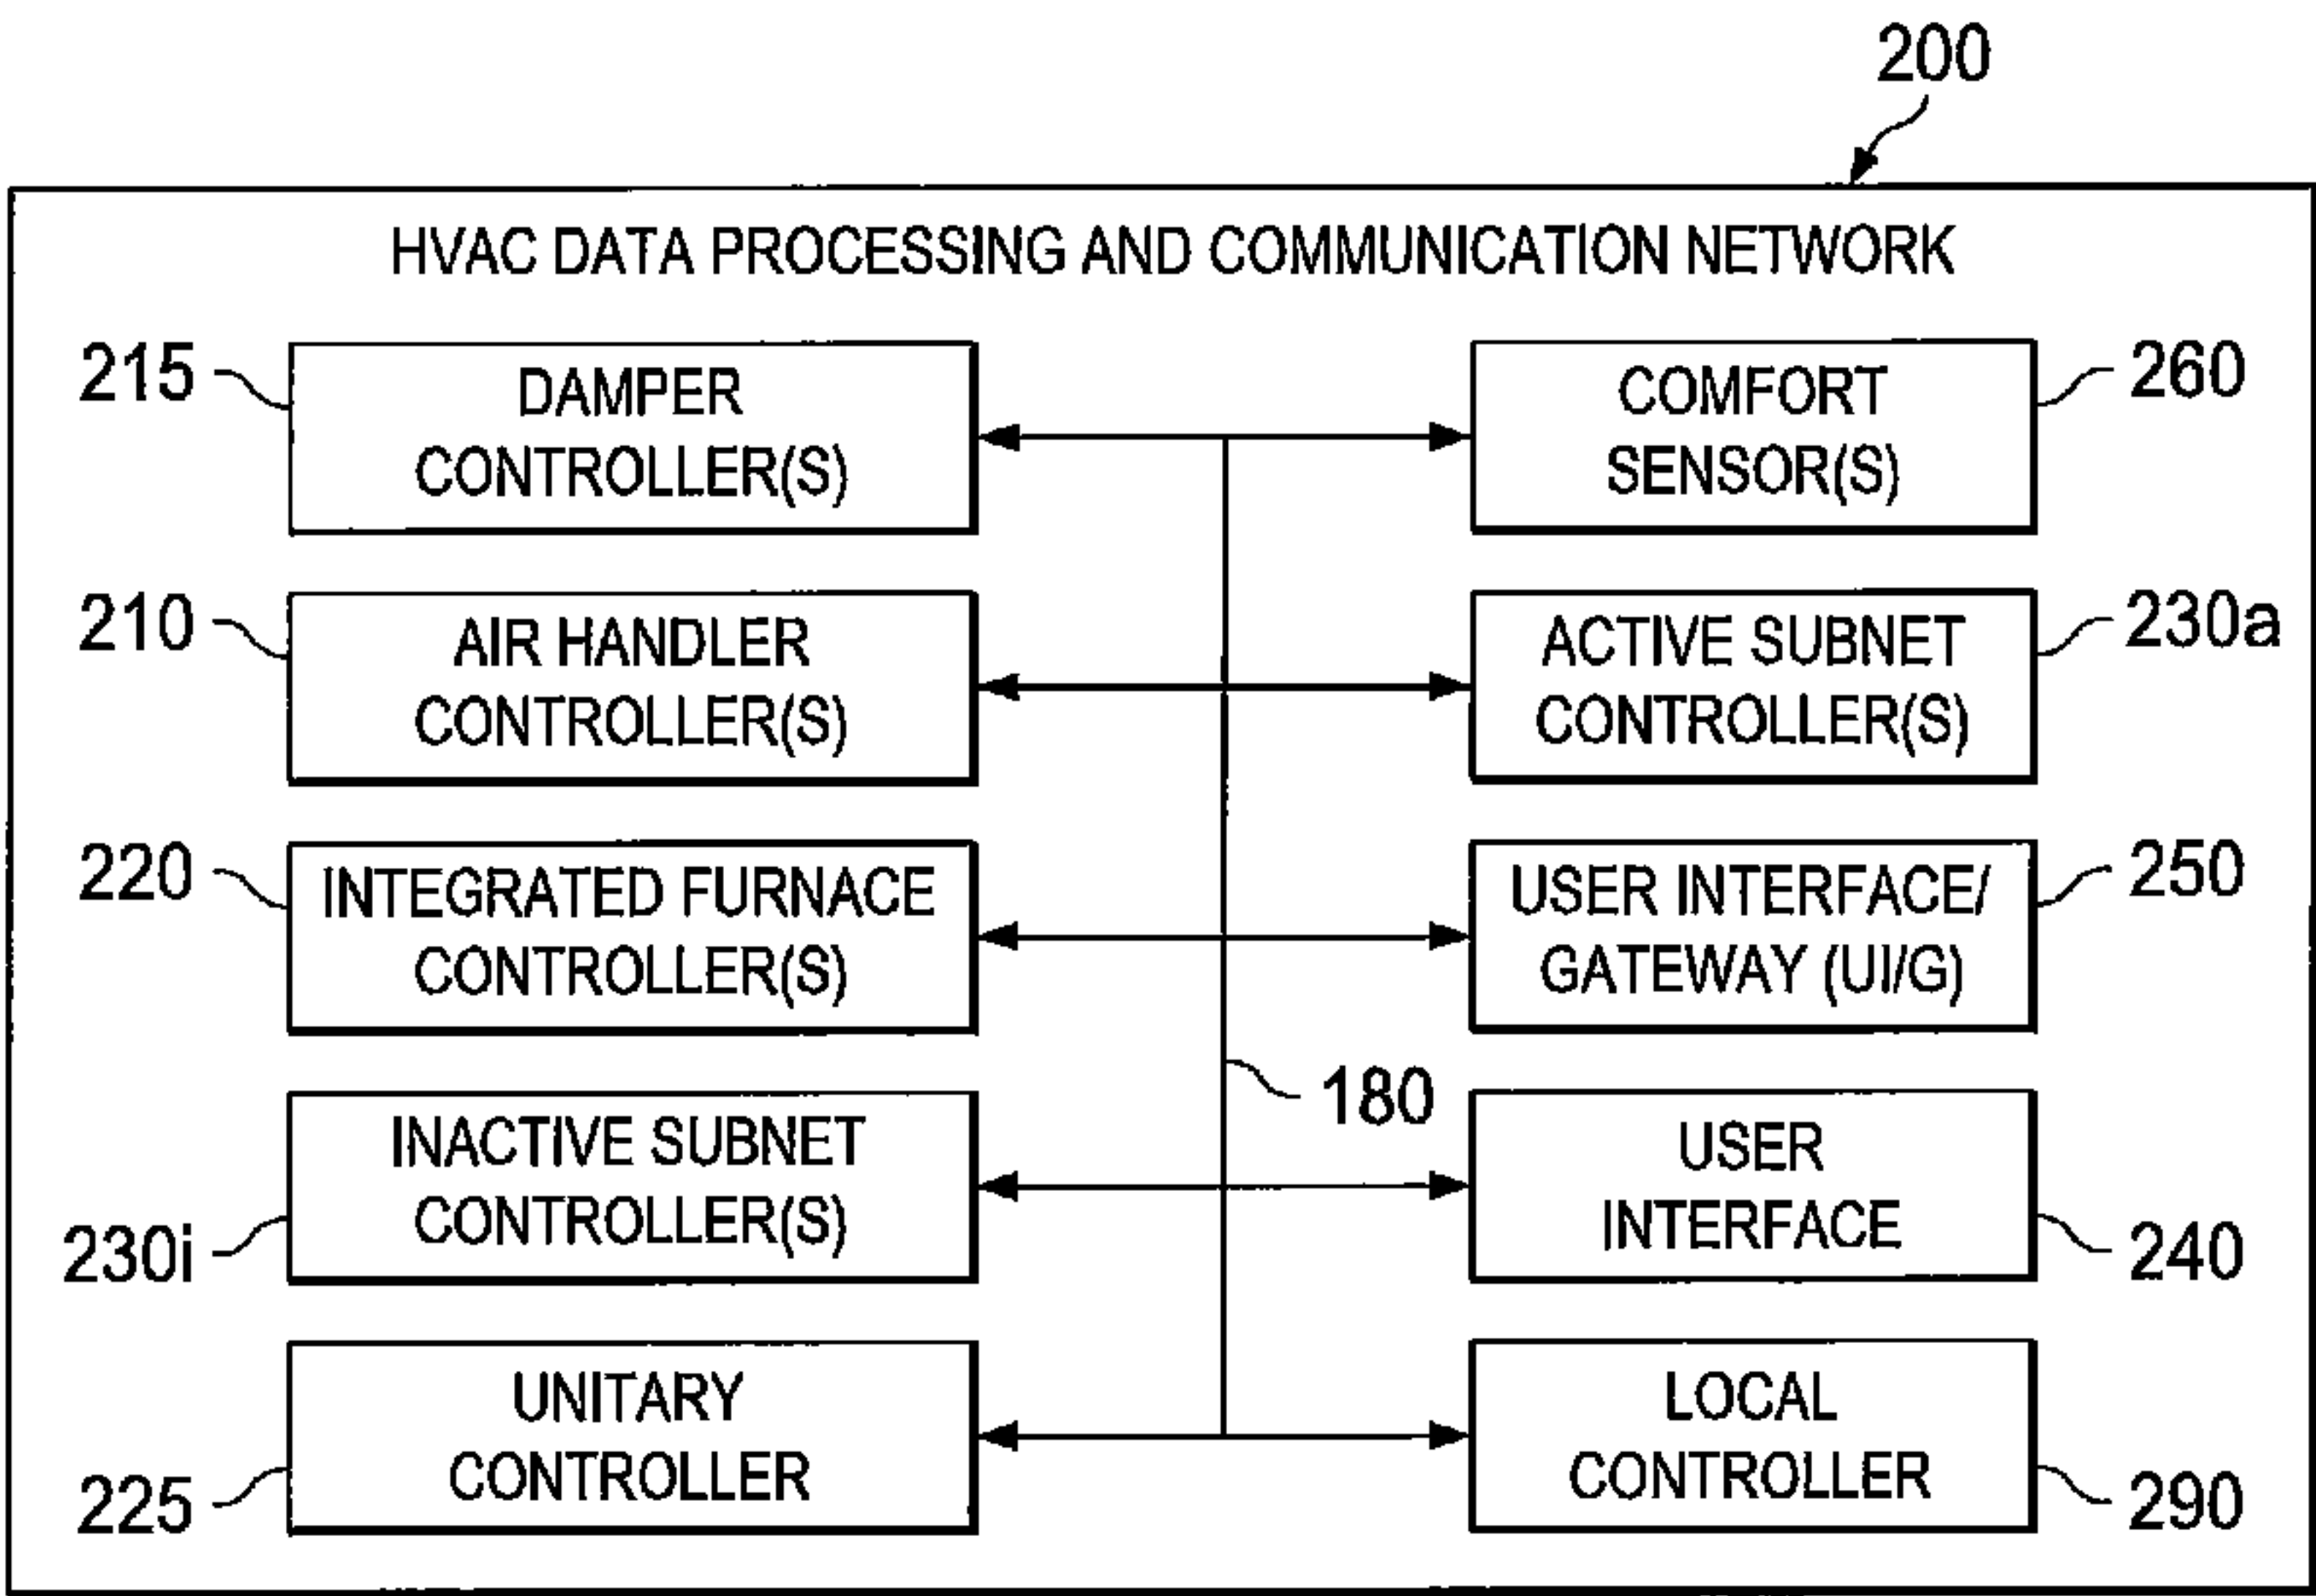 200
HVAC DATA PROCESSING AND COMMUNICATION NETWORK
215
DAMPER
CONTROLLER(S)
COMFORT
SENSOR(S)
260
210
AIR HANDLER
CONTROLLER(S)
ACTIVE SUBNET
CONTROLLER(S)
230a
220
INTEGRATED FURNACE
CONTROLLER(S)
USER INTERFACE/
GATEWAY (UI/G)
250
180
INACTIVE SUBNET
CONTROLLER(S)
230i
USER
INTERFACE
240
UNITARY
CONTROLLER
225
LOCAL
CONTROLLER
290